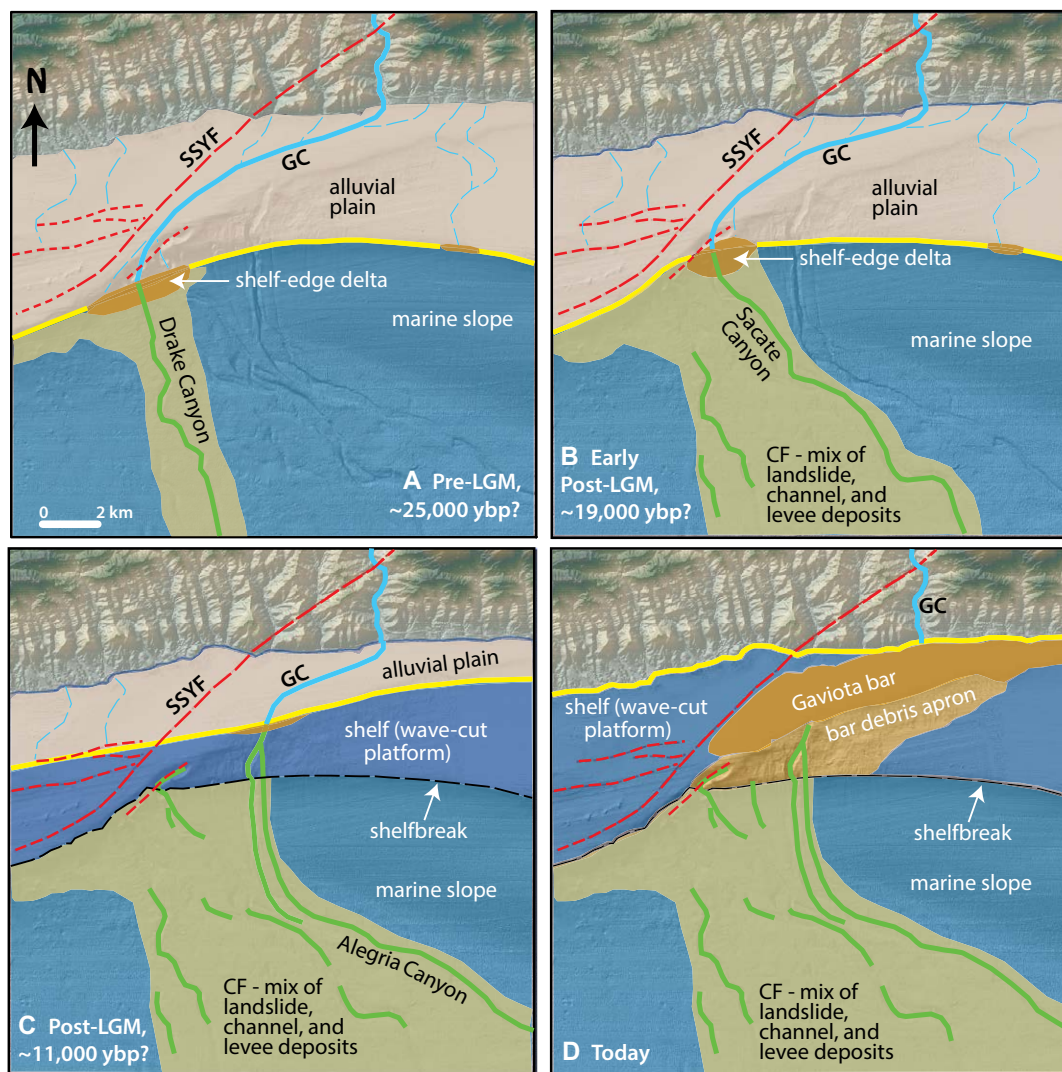 N
SSYF
GC
alluvial
plain
shelf-edge delta
marine slope
Drake Canyon
A Pre-LGM,
~25,000 ybp?
0 2 km
SSYF
GC
alluvial
plain
shelf-edge delta
marine slope
Sacate
Canyon
B Early
Post-LGM,
~19,000 ybp?
CF - mix of
landslide,
channel, and
levee deposits
SSYF
GC
alluvial plain
shelf (wave-cut
platform)
shelfbreak
marine slope
Alegria Canyon
CF - mix of
landslide,
channel, and
levee deposits
C Post-LGM,
~11,000 ybp?
GC
SSYF
Gaviota bar
bar debris apron
shelf (wave-cut
platform)
shelfbreak
marine slope
CF - mix of
landslide,
channel, and
levee deposits
D Today